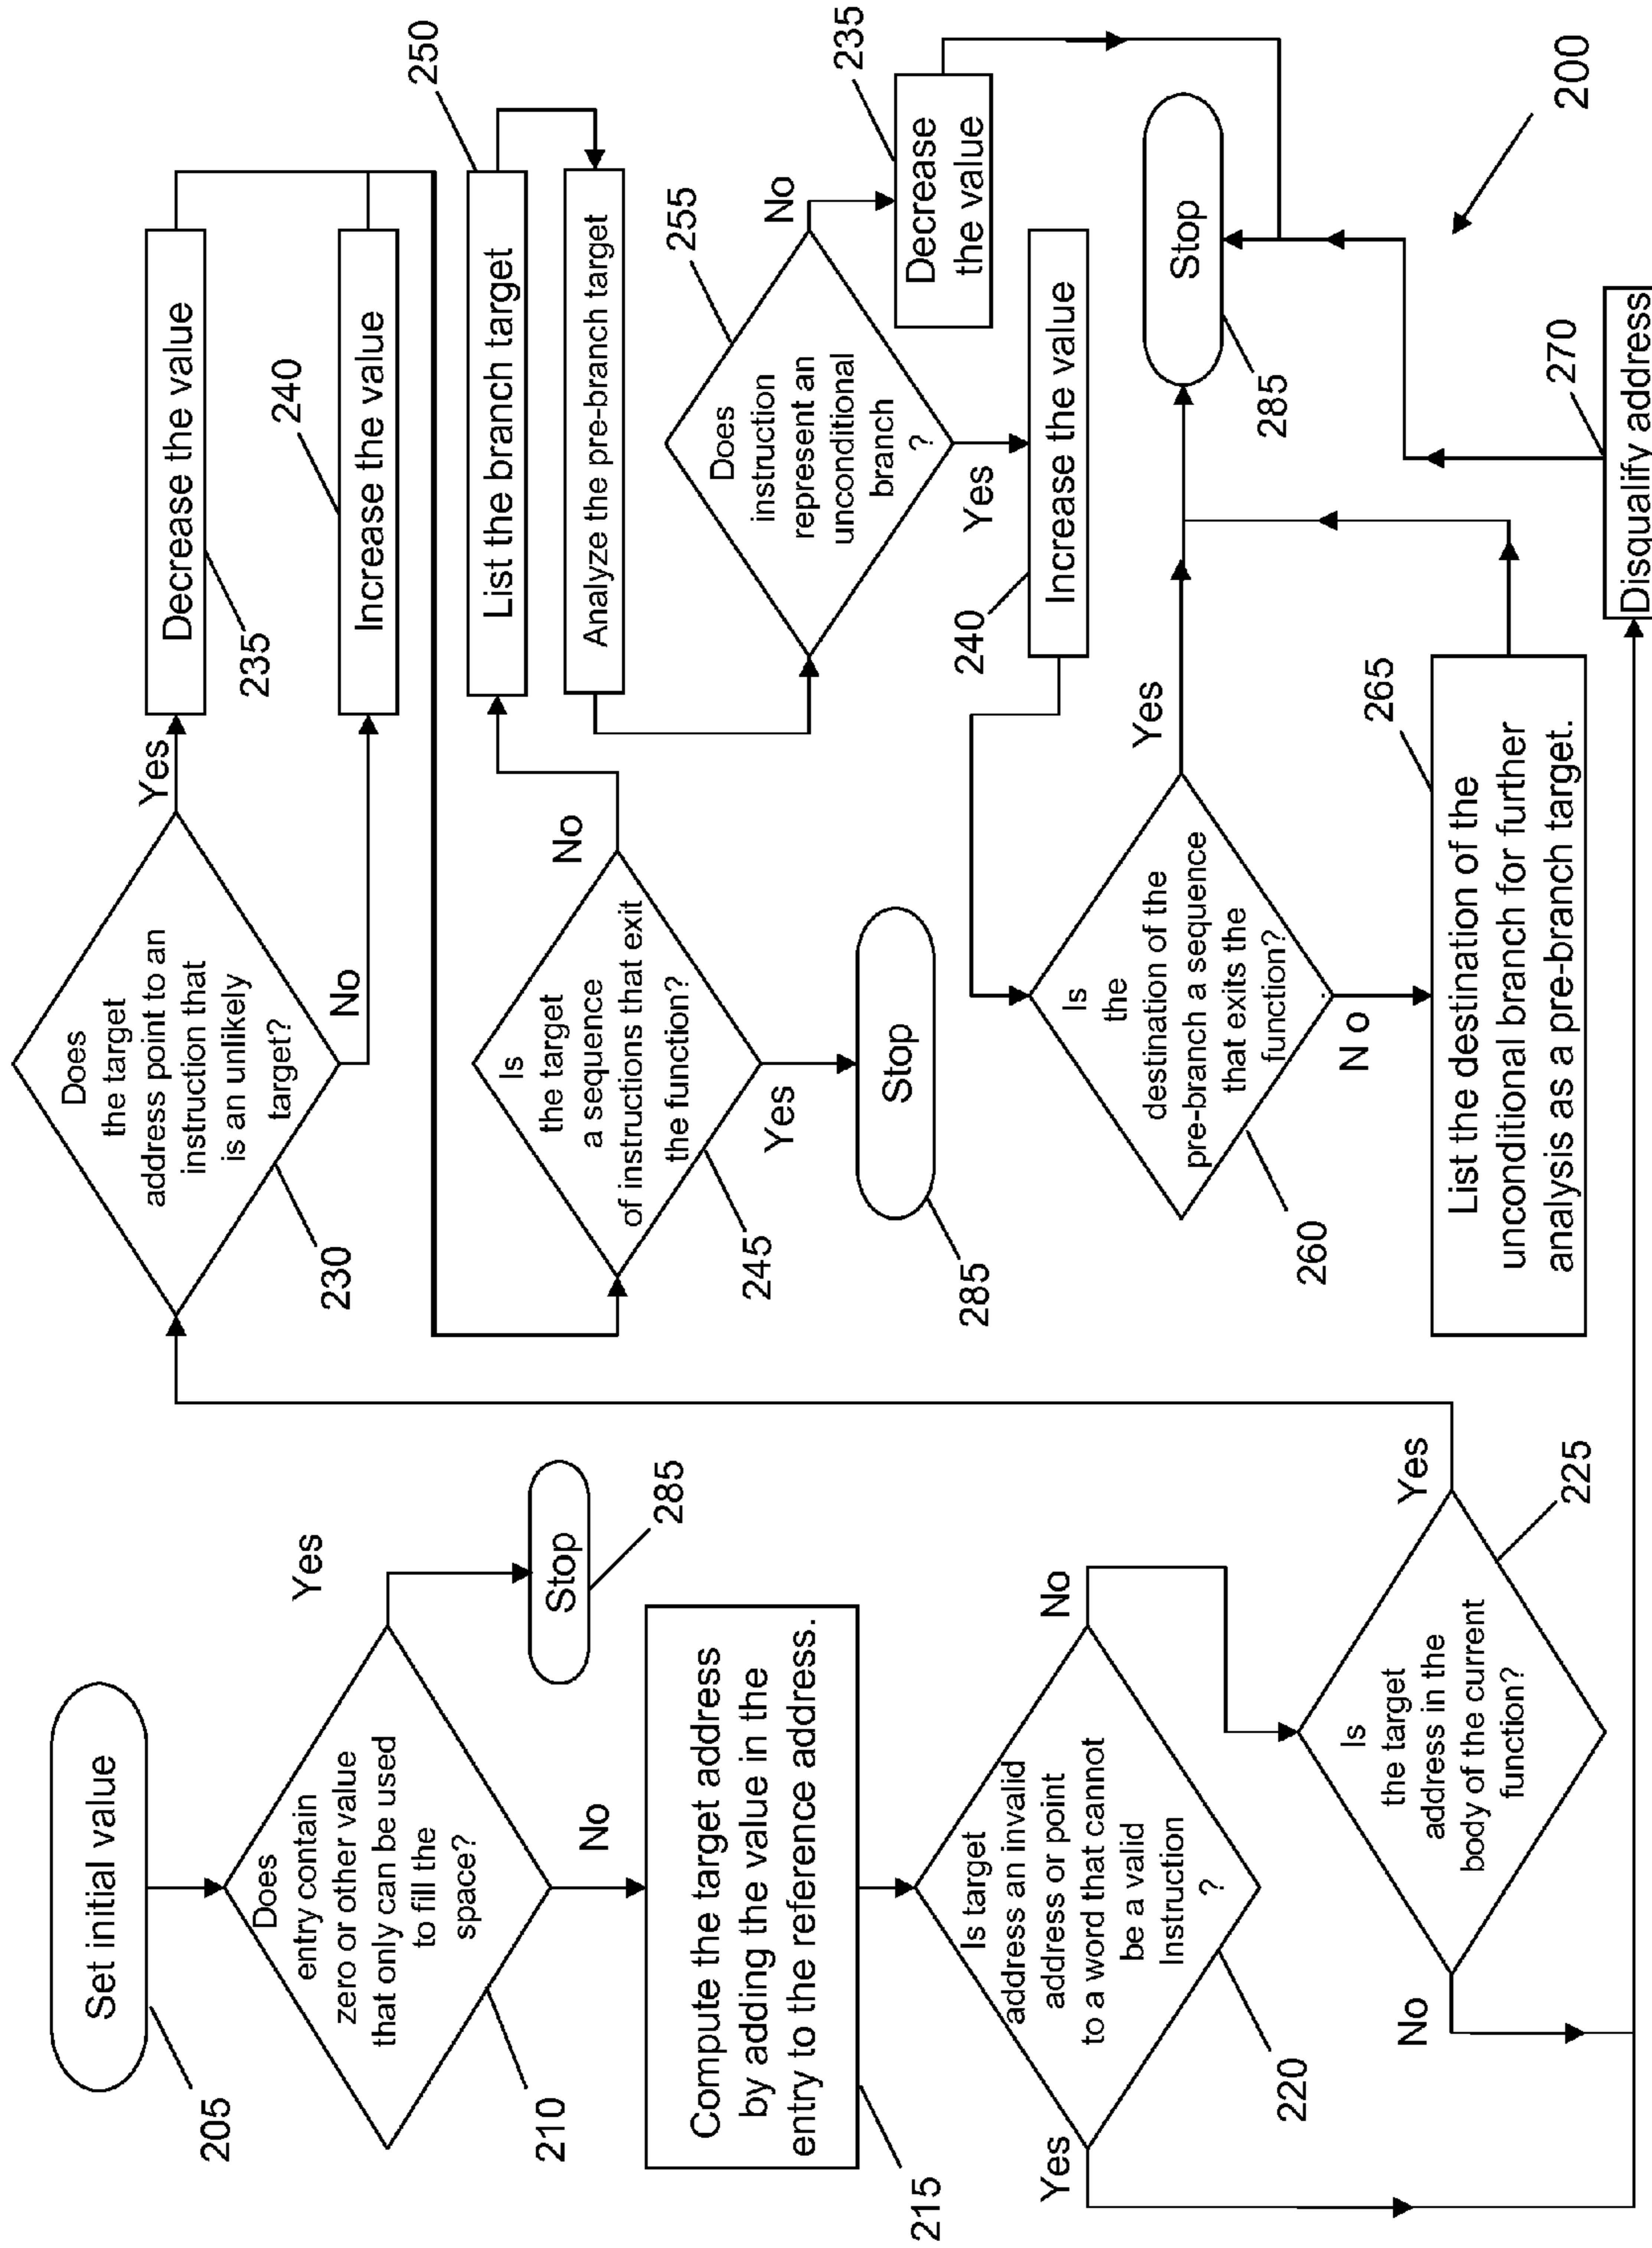 Set initial value
205
Does
entry contain
zero or other value
that only can be used
to fill the
space?
210
Yes
Stop
285
No
Compute the target address
by adding the value in the
entry to the reference address.
215
Is target
address an invalid
address or point
to a word that cannot
be a valid
Instruction
?
220
Yes
No
Is
the target
address in the
body of the current
function?
225
No
Yes
Does
the target
address point to an
instruction that
is an unlikely
target?
230
Yes
Decrease the value
235
No
Increase the value
240
Is
the target
a sequence
of instructions that exit
the function?
245
Yes
Stop
285
No
List the branch target
250
Analyze the pre-branch target
Does
instruction
represent an
unconditional
branch
?
255
No
Decrease
the value
235
Yes
Increase the value
240
Is
the
destination of the
pre-branch a sequence
that exits the
function?
260
Yes
Stop
285
N o
List the destination of the
unconditional branch for further
analysis as a pre-branch target.
265
Disqualify address
270
200